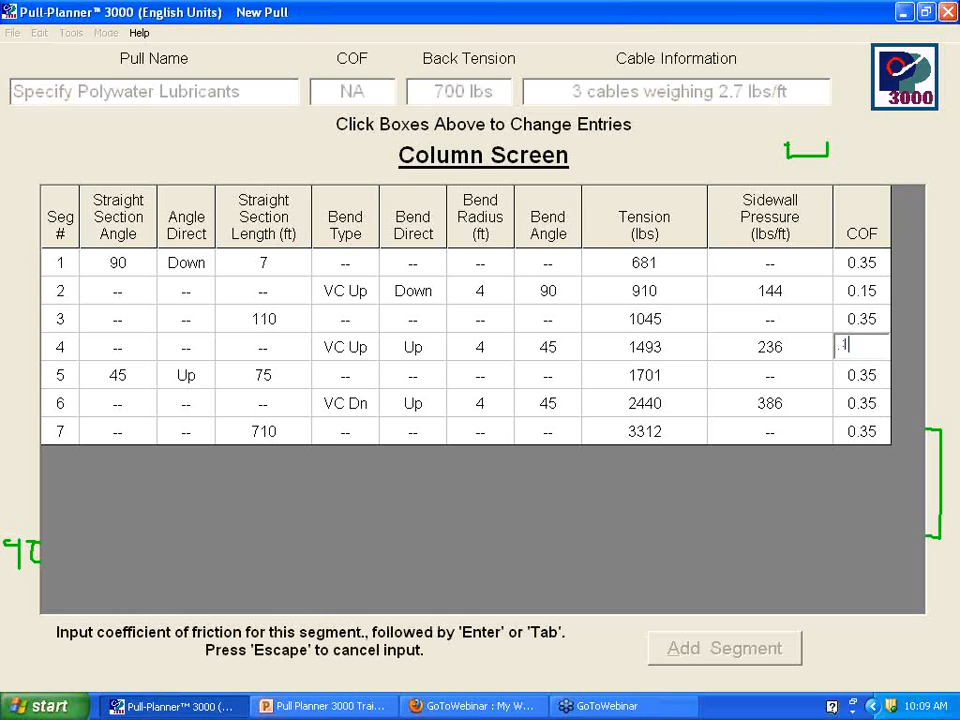 Pull-Planner™ 3000 (English Units)    New Pull
File Edit Tools Mode Help
Pull Name COF Back Tension Cable Information
Specify Polywater Lubricants NA 700 lbs 3 cables weighing 2.7 lbs/ft
3000
Click Boxes Above to Change Entries
Column Screen
Seg # Straight Section Angle Angle Direct Straight Section Length (ft) Bend Type Bend Direct Bend Radius (ft) Bend Angle Tension (lbs) Sidewall Pressure (lbs/ft) COF
1 90 Down 7 -- -- -- -- 681 -- 0.35
2 -- -- -- VC Up Down 4 90 910 144 0.15
3 -- -- 110 -- -- -- -- 1045 -- 0.35
4 -- -- -- VC Up Up 4 45 1493 236 .1
5 45 Up 75 -- -- -- -- 1701 -- 0.35
6 -- -- -- VC Dn Up 4 45 2440 386 0.35
7 -- -- 710 -- -- -- -- 3312 -- 0.35
Input coefficient of friction for this segment., followed by 'Enter' or 'Tab'.
Press 'Escape' to cancel input.
Add Segment
start Pull-Planner™ 3000 (... Pull Planner 3000 Trai... GoToWebinar : My W... GoToWebinar 10:09 AM